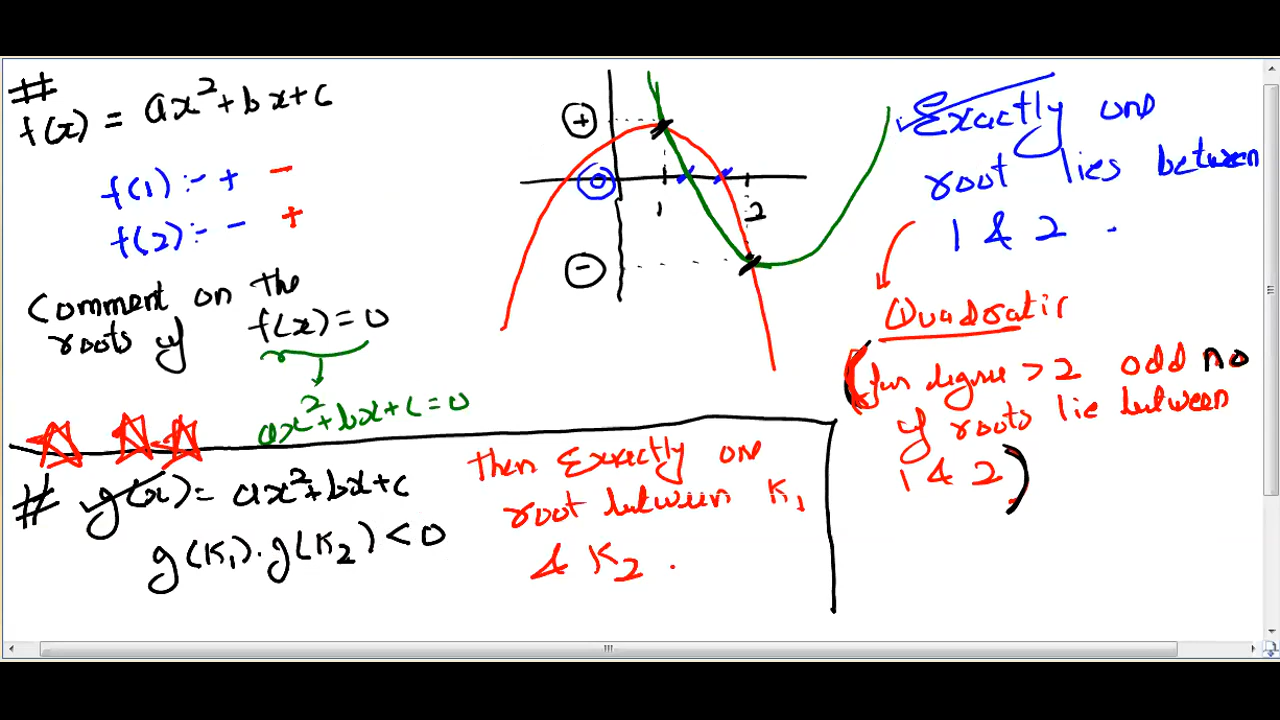 #
f(x) = ax²+bx+c
f(1) :- + -
f(2) :- - +
Comment on the
roots of f(x) = 0
ax²+bx+c = 0
+
0
-
1 2
Exactly one
root lies between
1 & 2 .
Quadratic
(for degree > 2 odd no
of roots lie between
1 & 2)
# g(x) = ax²+bx+c
g(K₁).g(K₂) < 0
then Exactly one
root between K₁
& K₂ .